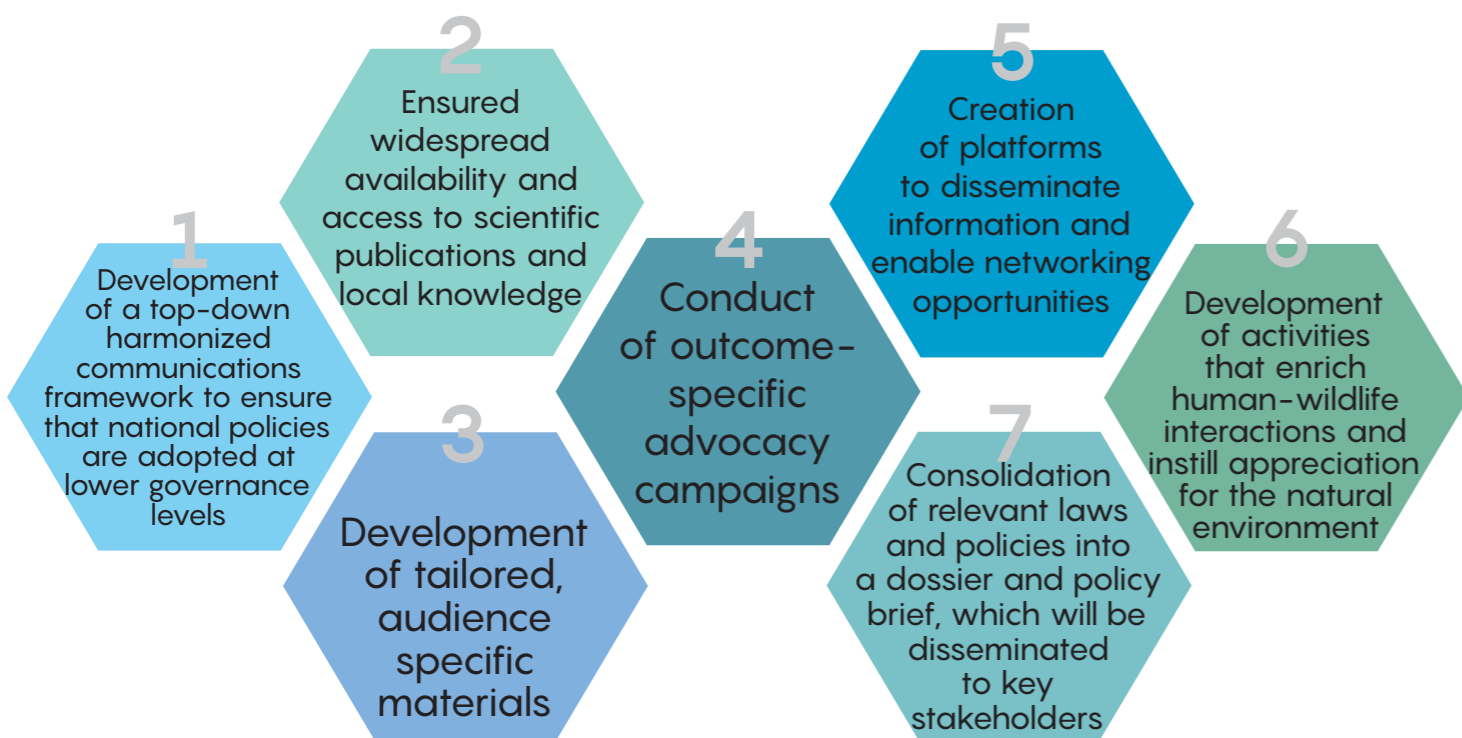 1
Development
of a top-down
harmonized
communications
framework to ensure
that national policies
are adopted at
lower governance
levels
2
Ensured
widespread
availability and
access to scientific
publications and
local knowledge
3
Development
of tailored,
audience
specific
materials
4
Conduct
of outcome-
specific
advocacy
campaigns
5
Creation
of platforms
to disseminate
information and
enable networking
opportunities
6
Development
of activities
that enrich
human-wildlife
interactions and
instill appreciation
for the natural
environment
7
Consolidation
of relevant laws
and policies into
a dossier and policy
brief, which will be
disseminated
to key
stakeholders